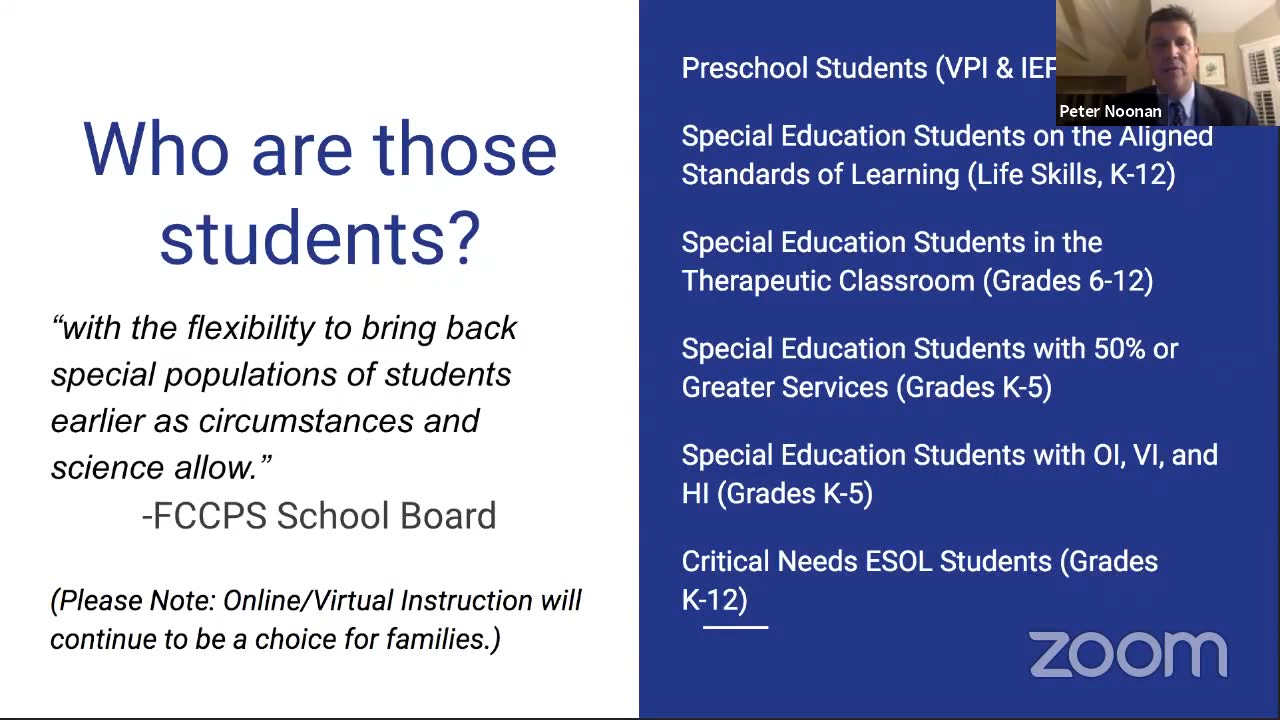 Who are those
students?
“with the flexibility to bring back
special populations of students
earlier as circumstances and
science allow.”
-FCCPS School Board
(Please Note: Online/Virtual Instruction will
continue to be a choice for families.)
Preschool Students (VPI &
Special Education Students on the Aligned
Standards of Learning (Life Skills, K-12)
Special Education Students in the
Therapeutic Classroom (Grades 6-12)
Special Education Students with 50% or
Greater Services (Grades K-5)
Special Education Students with OI, VI, and
HI (Grades K-5)
Critical Needs ESOL Students (Grades
K-12)
Peter Noonan
zoom